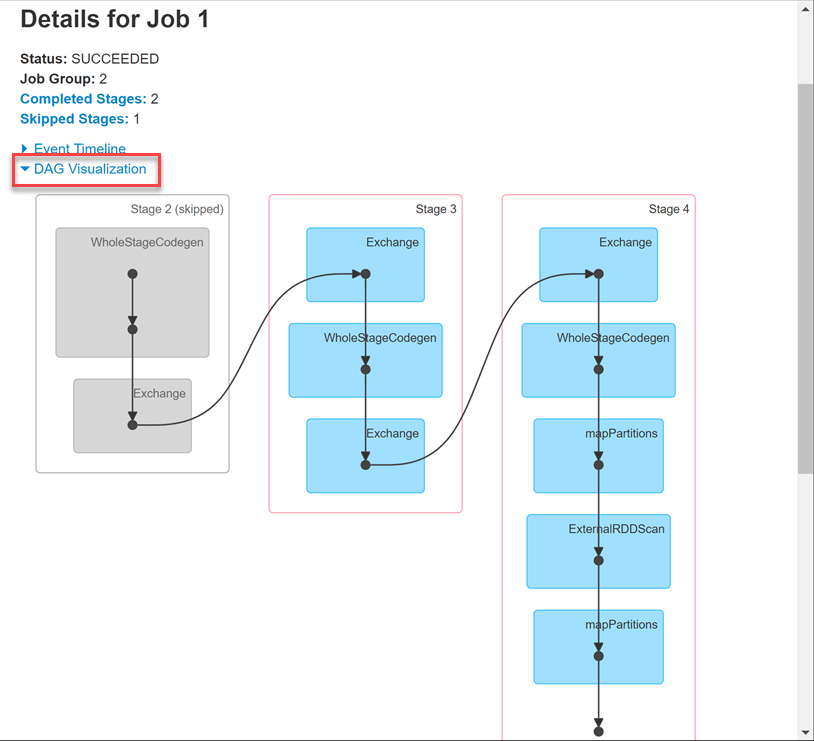 Details for Job 1
Status: SUCCEEDED
Job Group: 2
Completed Stages: 2
Skipped Stages: 1
Event Timeline
DAG Visualization
Stage 2 (skipped)
WholeStageCodegen
Exchange
Stage 3
Exchange
WholeStageCodegen
Exchange
Stage 4
Exchange
WholeStageCodegen
mapPartitions
ExternalRDDScan
mapPartitions